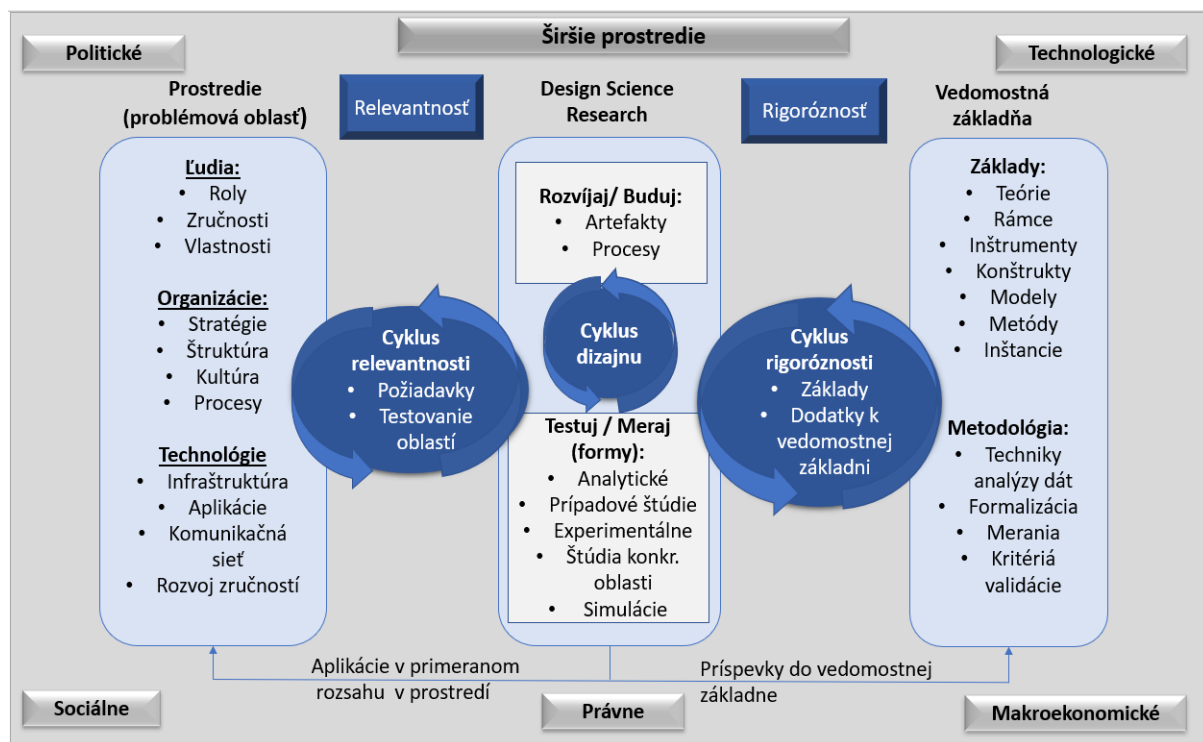 Širšie prostredie
Politické
Technologické
Prostredie
(problémová oblasť)
Relevantnosť
Design Science
Research
Rigoróznosť
Vedomostná
základňa
Ľudia:
• Roly
• Zručnosti
• Vlastnosti
Organizácie:
• Stratégie
• Štruktúra
• Kultúra
• Procesy
Technológie
• Infraštruktúra
• Aplikácie
• Komunikačná
sieť
• Rozvoj zručností
Cyklus
relevantnosti
• Požiadavky
• Testovanie
oblastí
Rozvíjaj/ Buduj:
• Artefakty
• Procesy
Cyklus
dizajnu
Testuj / Meraj
(formy):
• Analytické
• Prípadové štúdie
• Experimentálne
• Štúdia konkr.
oblasti
• Simulácie
Cyklus
rigoróznosti
• Základy
• Dodatky k
vedomostnej
základni
Základy:
• Teórie
• Rámce
• Inštrumenty
• Konštrukty
• Modely
• Metódy
• Inštancie
Metodológia:
• Techniky
analýzy dát
• Formalizácia
• Merania
• Kritériá
validácie
Aplikácie v primeranom
rozsahu v prostredí
Príspevky do vedomostnej
základne
Sociálne
Právne
Makroekonomické